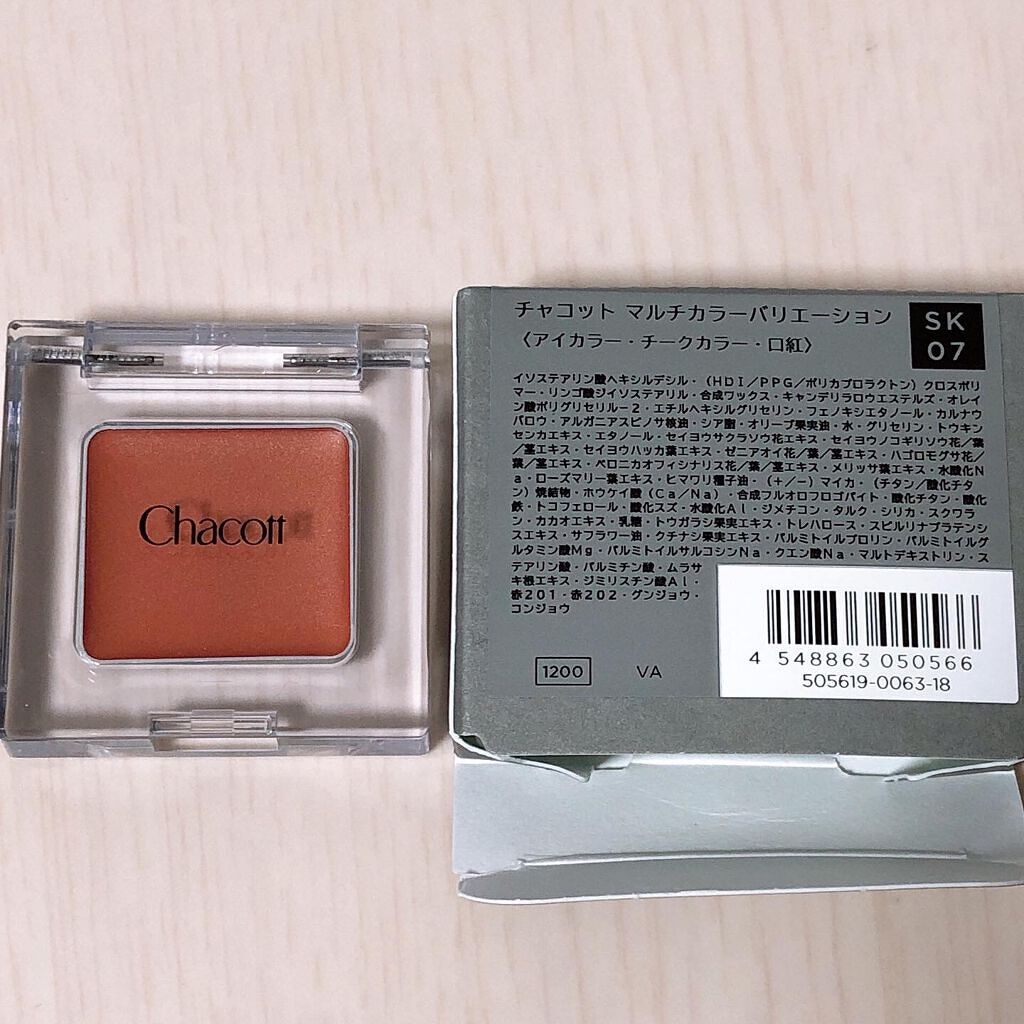 Chacott
チャコット マルチカラーバリエーション
〈アイカラー・チークカラー・口紅〉
SK
07
イソステアリン酸ヘキシルデシル・(HDI/PPG/ポリカプロラクトン)クロスポリ
マー・リンゴ酸ジイソステアリル・合成ワックス・キャンデリラロウエステルズ・オレイ
ン酸ポリグリセリル-2・エチルヘキシルグリセリン・フェノキシエタノール・カルナウ
バロウ・アルガニアスピノサ核油・シア脂・オリーブ果実油・水・グリセリン・トウキン
センカエキス・エタノール・セイヨウサクラソウ花エキス・セイヨウノコギリソウ花/葉
/茎エキス・セイヨウハッカ葉エキス・ゼニアオイ花/葉/茎エキス・ハゴロモグサ花/
葉/茎エキス・ベロニカオフィシナリス花/葉/茎エキス・メリッサ葉エキス・水酸化N
a・ローズマリー葉エキス・ヒマワリ種子油・(+/-)マイカ・(チタン/酸化チタ
ン)焼結物・ホウケイ酸(Ca/Na)・合成フルオロフロゴパイト・酸化チタン・酸化
鉄・トコフェロール・酸化スズ・水酸化Al・ジメチコン・タルク・シリカ・スクワラ
ン・カカオエキス・乳糖・トウガラシ果実エキス・トレハロース・スピルリナプラテンシ
スエキス・サフラワー油・クチナシ果実エキス・パルミトイルプロリン・パルミトイルグ
ルタミン酸Mg・パルミトイルサルコシンNa・クエン酸Na・マルトデキストリン・ス
テアリン酸・パルミチン酸・ムラサ
キ根エキス・ジミリスチン酸Al・
赤201・赤202・グンジョウ・
コンジョウ
1200
VA
4 548863 050566
505619-0063-18